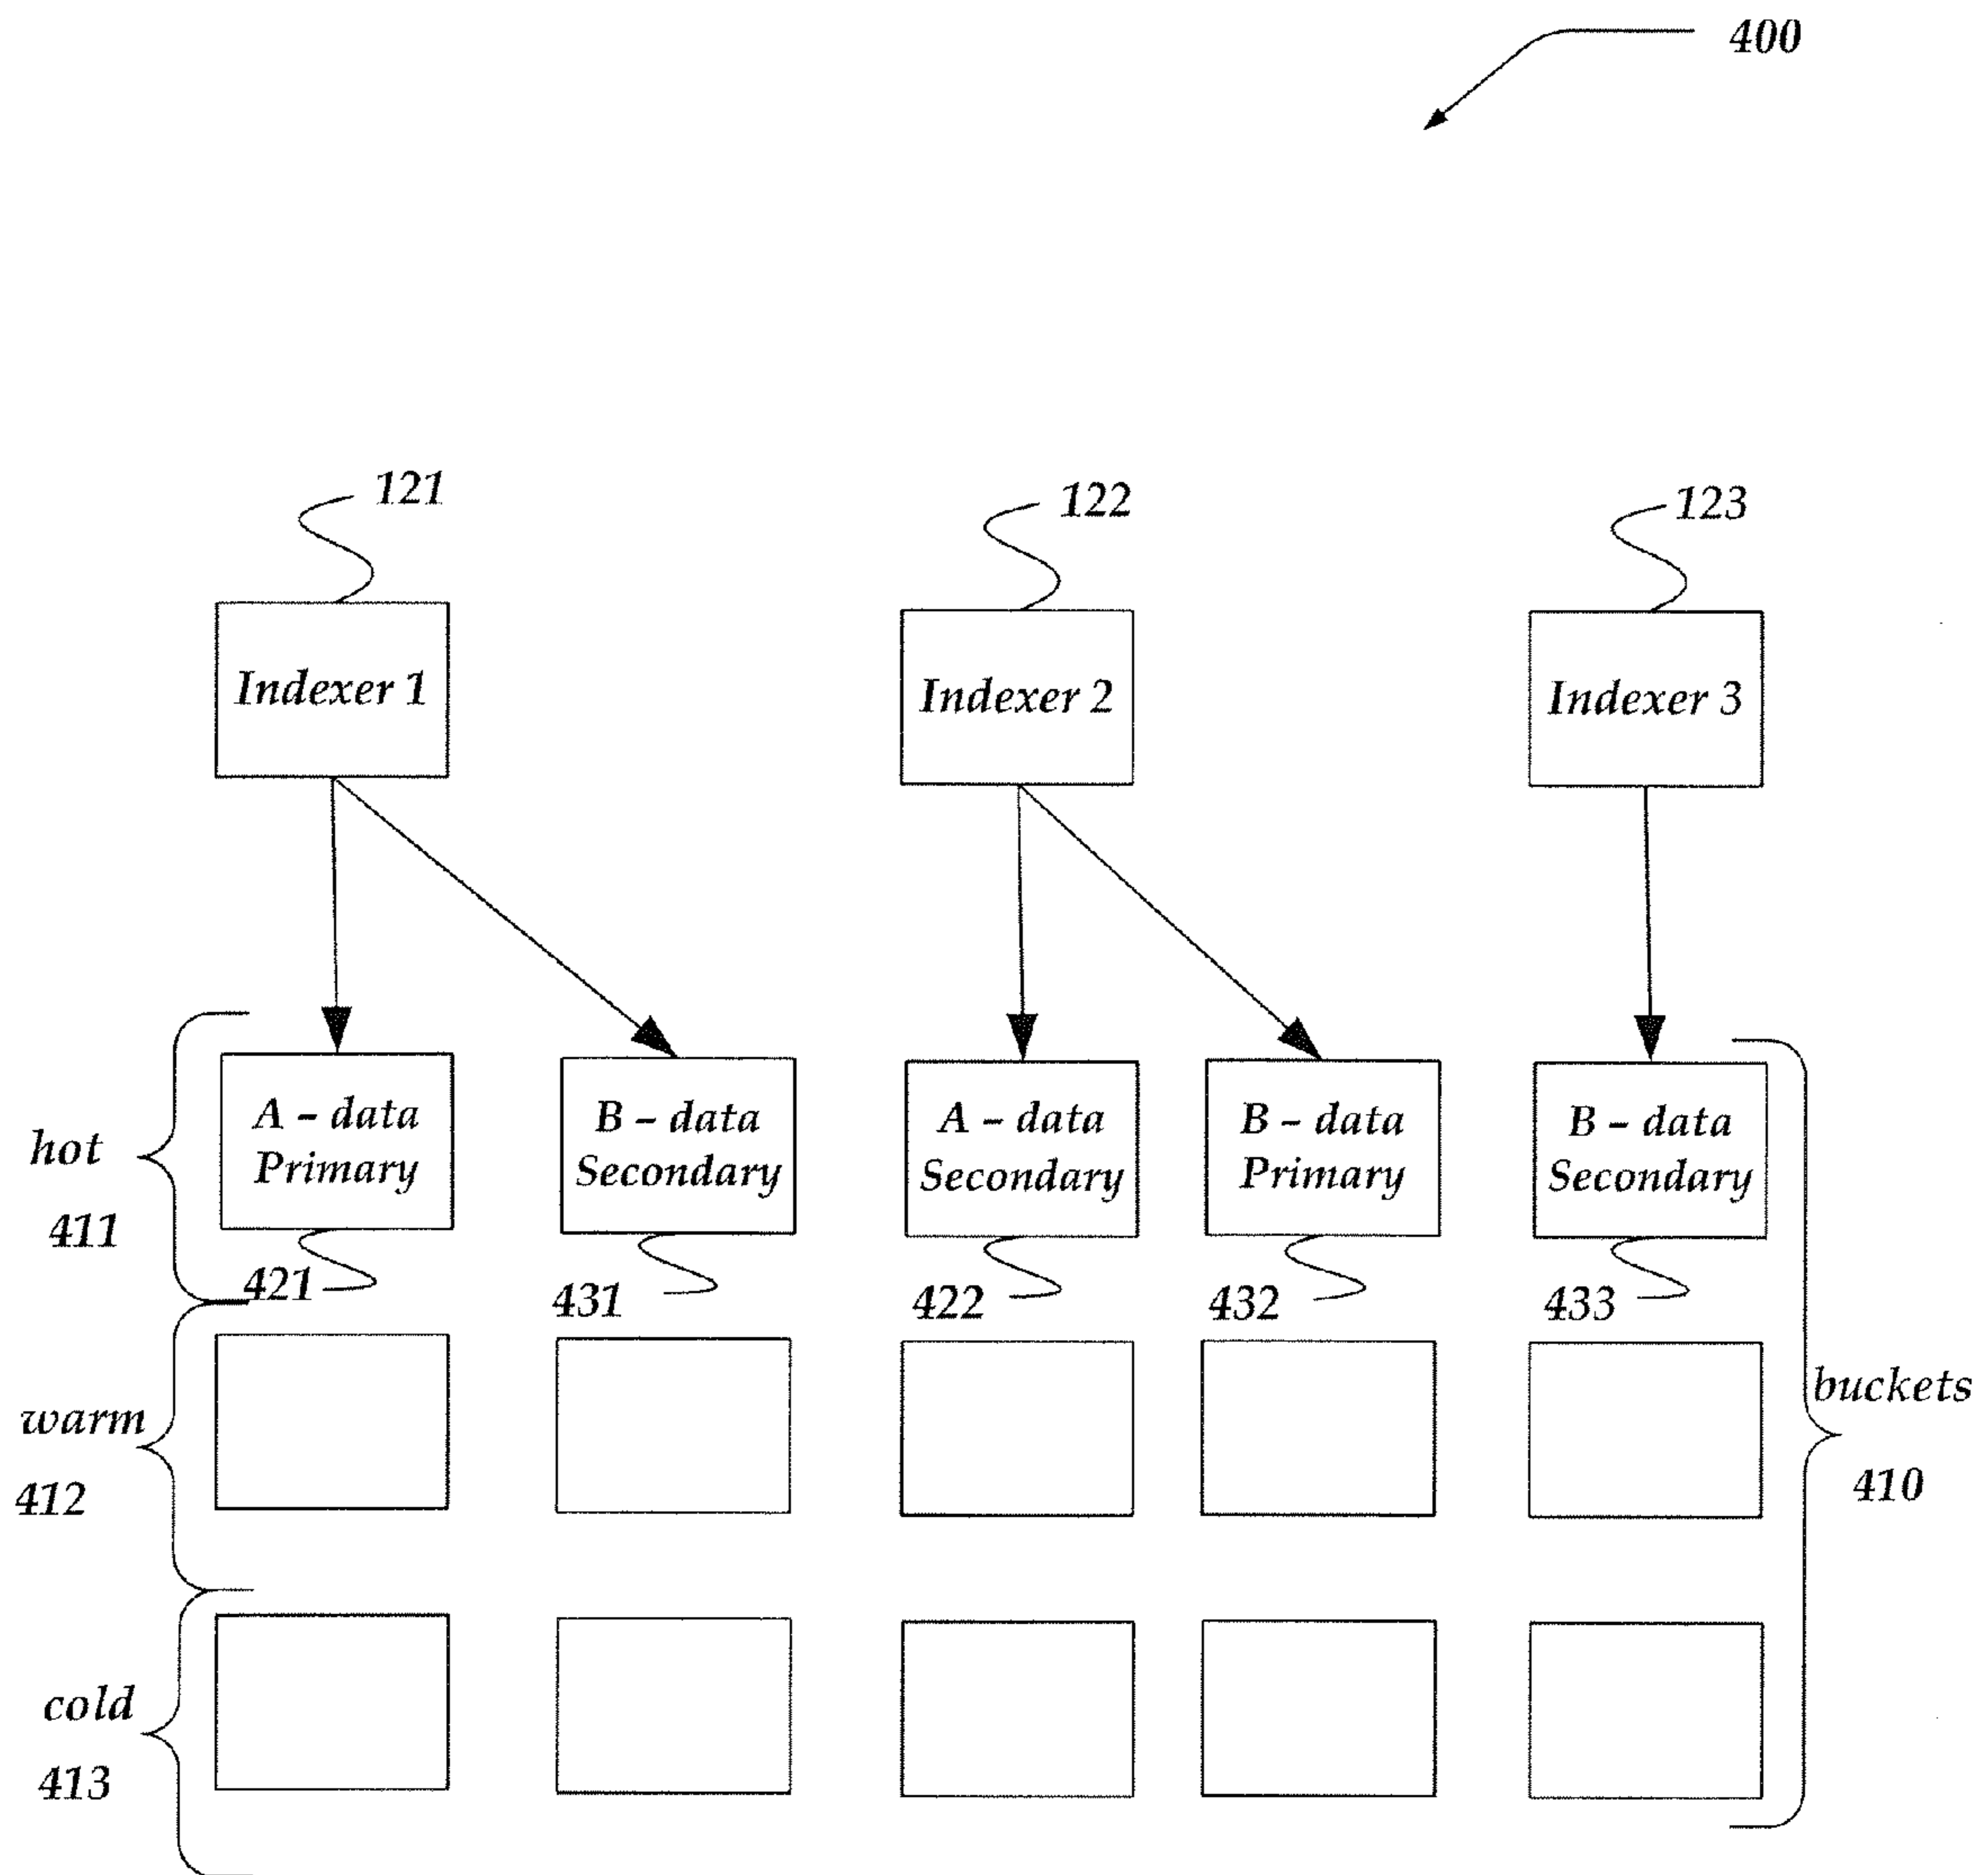 400
121
122
123
Indexer 1
Indexer 2
Indexer 3
hot
411
A – data
Primary
421
B – data
Secondary
431
A – data
Secondary
422
B – data
Primary
432
B – data
Secondary
433
warm
412
buckets
410
cold
413